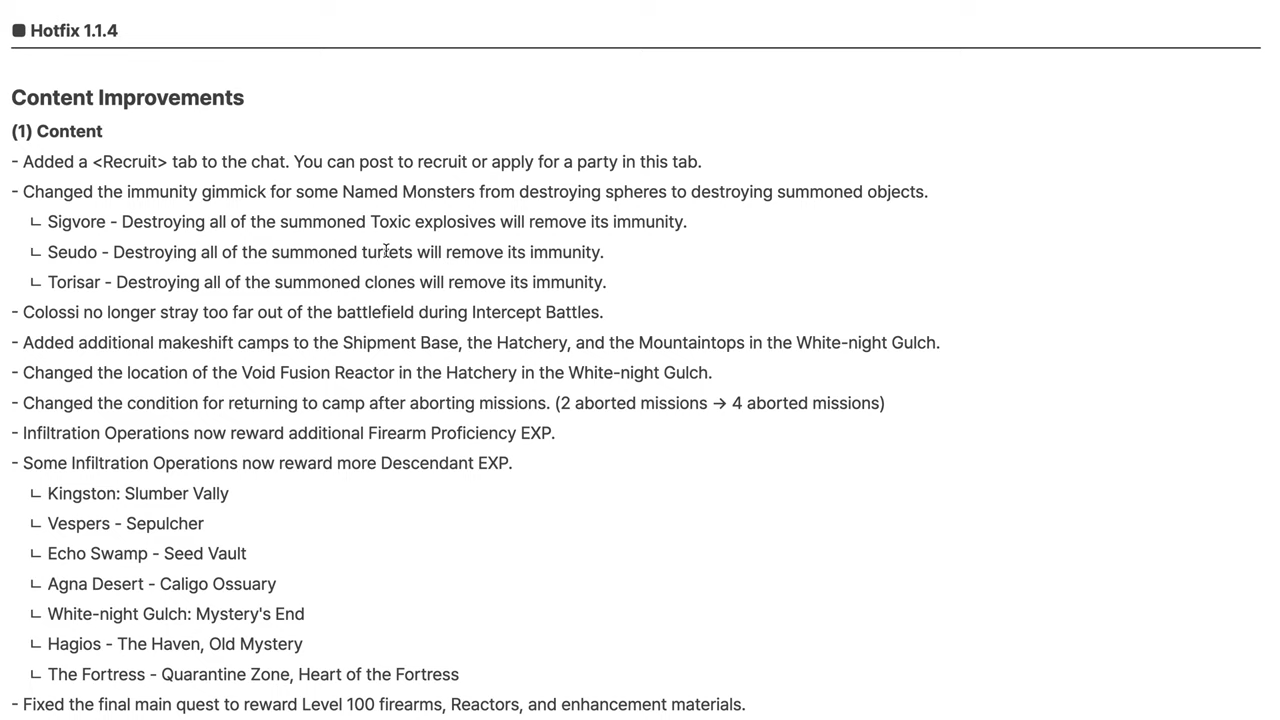 Hotfix 1.1.4
Content Improvements
(1) Content
- Added a <Recruit> tab to the chat. You can post to recruit or apply for a party in this tab.
- Changed the immunity gimmick for some Named Monsters from destroying spheres to destroying summoned objects.
ㄴ Sigvore - Destroying all of the summoned Toxic explosives will remove its immunity.
ㄴ Seudo - Destroying all of the summoned turrets will remove its immunity.
ㄴ Torisar - Destroying all of the summoned clones will remove its immunity.
- Colossi no longer stray too far out of the battlefield during Intercept Battles.
- Added additional makeshift camps to the Shipment Base, the Hatchery, and the Mountaintops in the White-night Gulch.
- Changed the location of the Void Fusion Reactor in the Hatchery in the White-night Gulch.
- Changed the condition for returning to camp after aborting missions. (2 aborted missions → 4 aborted missions)
- Infiltration Operations now reward additional Firearm Proficiency EXP.
- Some Infiltration Operations now reward more Descendant EXP.
ㄴ Kingston: Slumber Vally
ㄴ Vespers - Sepulcher
ㄴ Echo Swamp - Seed Vault
ㄴ Agna Desert - Caligo Ossuary
ㄴ White-night Gulch: Mystery's End
ㄴ Hagios - The Haven, Old Mystery
ㄴ The Fortress - Quarantine Zone, Heart of the Fortress
- Fixed the final main quest to reward Level 100 firearms, Reactors, and enhancement materials.